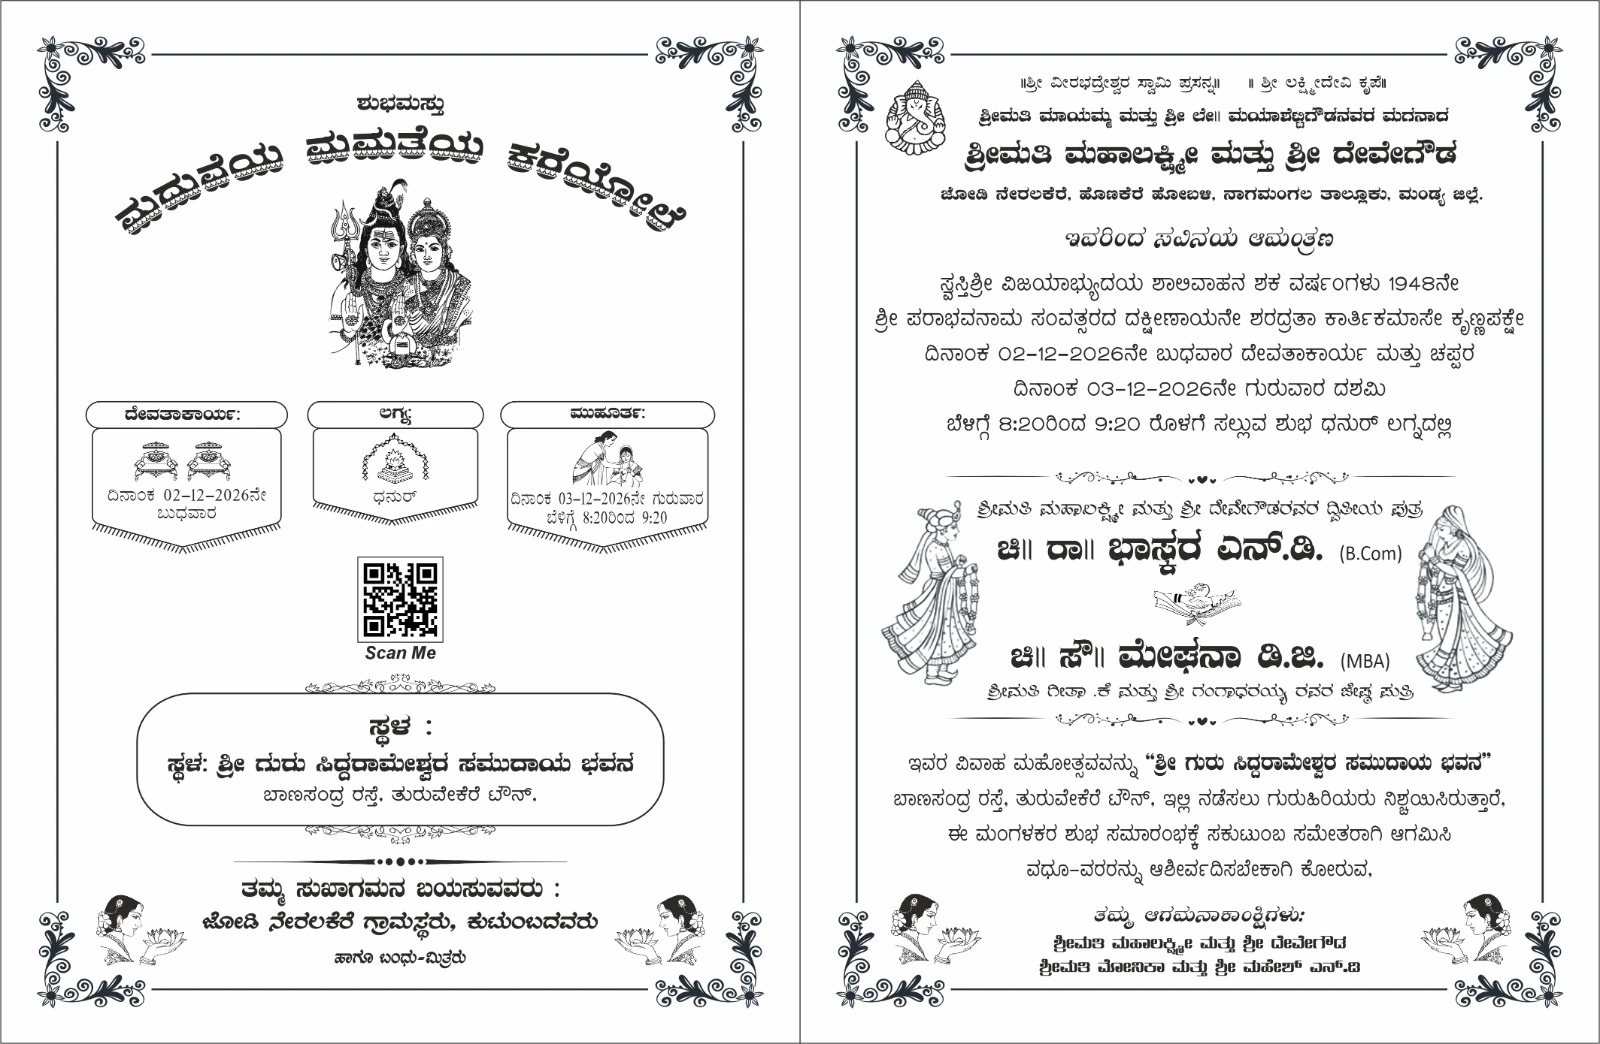 ಶುಭಮಸ್ತು
ಮದುವೆಯ ಮಮತೆಯ ಕರೆಯೋಲೆ
ದೇವತಾಕಾರ್ಯ:
ದಿನಾಂಕ 02-12-2026ನೇ
ಬುಧವಾರ
ಲಗ್ನ:
ಧನುರ್
ಮುಹೂರ್ತ:
ದಿನಾಂಕ 03-12-2026ನೇ ಗುರುವಾರ
ಬೆಳಿಗ್ಗೆ 8:20ರಿಂದ 9:20
Scan Me
ಸ್ಥಳ :
ಸ್ಥಳ: ಶ್ರೀ ಗುರು ಸಿದ್ದರಾಮೇಶ್ವರ ಸಮುದಾಯ ಭವನ
ಬಾಣಸಂದ್ರ ರಸ್ತೆ, ತುರುವೇಕೆರೆ ಟೌನ್.
ತಮ್ಮ ಸುಖಾಗಮನ ಬಯಸುವವರು :
ಜೋಡಿ ನೇರಲಕೆರೆ ಗ್ರಾಮಸ್ಥರು, ಕುಟುಂಬದವರು
ಹಾಗೂ ಬಂಧು-ಮಿತ್ರರು
॥ಶ್ರೀ ವೀರಭದ್ರೇಶ್ವರ ಸ್ವಾಮಿ ಪ್ರಸನ್ನ॥ ॥ ಶ್ರೀ ಲಕ್ಷ್ಮೀದೇವಿ ಕೃಪೆ॥
ಶ್ರೀಮತಿ ಮಾಯಮ್ಮ ಮತ್ತು ಶ್ರೀ ಲೇ॥ ಮಯಾಶೆಟ್ಟಿಗೌಡನವರ ಮಗನಾದ
ಶ್ರೀಮತಿ ಮಹಾಲಕ್ಷ್ಮೀ ಮತ್ತು ಶ್ರೀ ದೇವೇಗೌಡ
ಜೋಡಿ ನೇರಲಕೆರೆ, ಹೊಣಕೆರೆ ಹೋಬಳಿ, ನಾಗಮಂಗಲ ತಾಲ್ಲೂಕು, ಮಂಡ್ಯ ಜಿಲ್ಲೆ.
ಇವರಿಂದ ಸವಿನಯ ಆಮಂತ್ರಣ
ಸ್ವಸ್ತಿಶ್ರೀ ವಿಜಯಾಭ್ಯುದಯ ಶಾಲಿವಾಹನ ಶಕ ವರ್ಷಂಗಳು 1948ನೇ
ಶ್ರೀ ಪರಾಭವನಾಮ ಸಂವತ್ಸರದ ದಕ್ಷೀಣಾಯನೇ ಶರದ್ರತಾ ಕಾರ್ತಿಕಮಾಸೇ ಕೃಣ್ಣಪಕ್ಷೇ
ದಿನಾಂಕ 02-12-2026ನೇ ಬುಧವಾರ ದೇವತಾಕಾರ್ಯ ಮತ್ತು ಚಪ್ಪರ
ದಿನಾಂಕ 03-12-2026ನೇ ಗುರುವಾರ ದಶಮಿ
ಬೆಳಿಗ್ಗೆ 8:20ರಿಂದ 9:20 ರೊಳಗೆ ಸಲ್ಲುವ ಶುಭ ಧನುರ್ ಲಗ್ನದಲ್ಲಿ
ಶ್ರೀಮತಿ ಮಹಾಲಕ್ಷ್ಮೀ ಮತ್ತು ಶ್ರೀ ದೇವೇಗೌಡರವರ ದ್ವಿತೀಯ ಪುತ್ರ
ಚಿ॥ ರಾ॥ ಭಾಸ್ಕರ ಎನ್.ಡಿ. (B.Com)
ಚಿ॥ ಸೌ॥ ಮೇಘನಾ ಡಿ.ಜಿ. (MBA)
ಶ್ರೀಮತಿ ಗೀತಾ .ಕೆ ಮತ್ತು ಶ್ರೀ ಗಂಗಾಧರಯ್ಯ ರವರ ಜೇಷ್ಠ ಪುತ್ರಿ
ಇವರ ವಿವಾಹ ಮಹೋತ್ಸವವನ್ನು “ಶ್ರೀ ಗುರು ಸಿದ್ದರಾಮೇಶ್ವರ ಸಮುದಾಯ ಭವನ”
ಬಾಣಸಂದ್ರ ರಸ್ತೆ, ತುರುವೇಕೆರೆ ಟೌನ್. ಇಲ್ಲಿ ನಡೆಸಲು ಗುರುಹಿರಿಯರು ನಿಶ್ಚಯಿಸಿರುತ್ತಾರೆ,
ಈ ಮಂಗಳಕರ ಶುಭ ಸಮಾರಂಭಕ್ಕೆ ಸಕುಟುಂಬ ಸಮೇತರಾಗಿ ಆಗಮಿಸಿ
ವಧೂ-ವರರನ್ನು ಆಶೀರ್ವದಿಸಬೇಕಾಗಿ ಕೋರುವ,
ತಮ್ಮ ಆಗಮನಾಕಾಂಕ್ಷಿಗಳು:
ಶ್ರೀಮತಿ ಮಹಾಲಕ್ಷ್ಮೀ ಮತ್ತು ಶ್ರೀ ದೇವೇಗೌಡ
ಶ್ರೀಮತಿ ಮೋನಿಕಾ ಮತ್ತು ಶ್ರೀ ಮಹೇಶ್ ಎನ್.ಡಿ